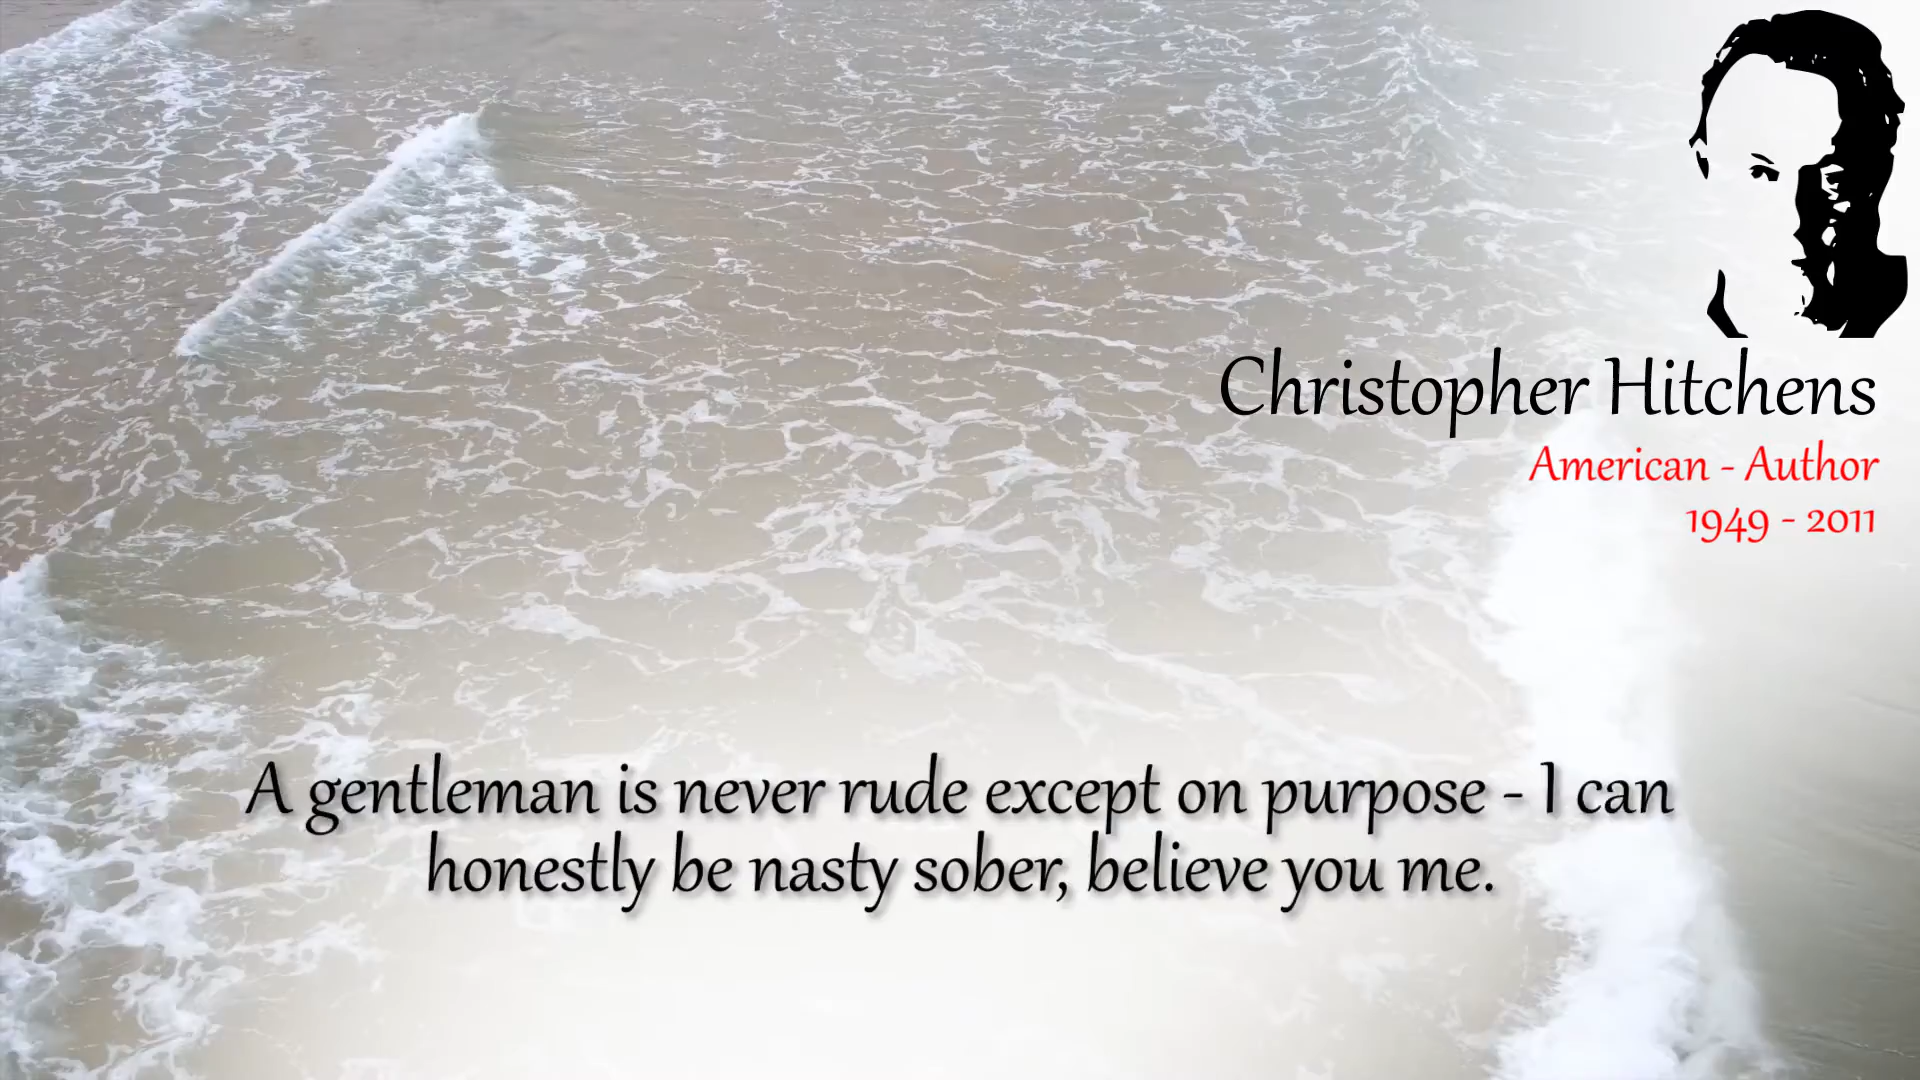 Christopher Hitchens
American - Author
1949 - 2011
A gentleman is never rude except on purpose - I can
honestly be nasty sober, believe you me.